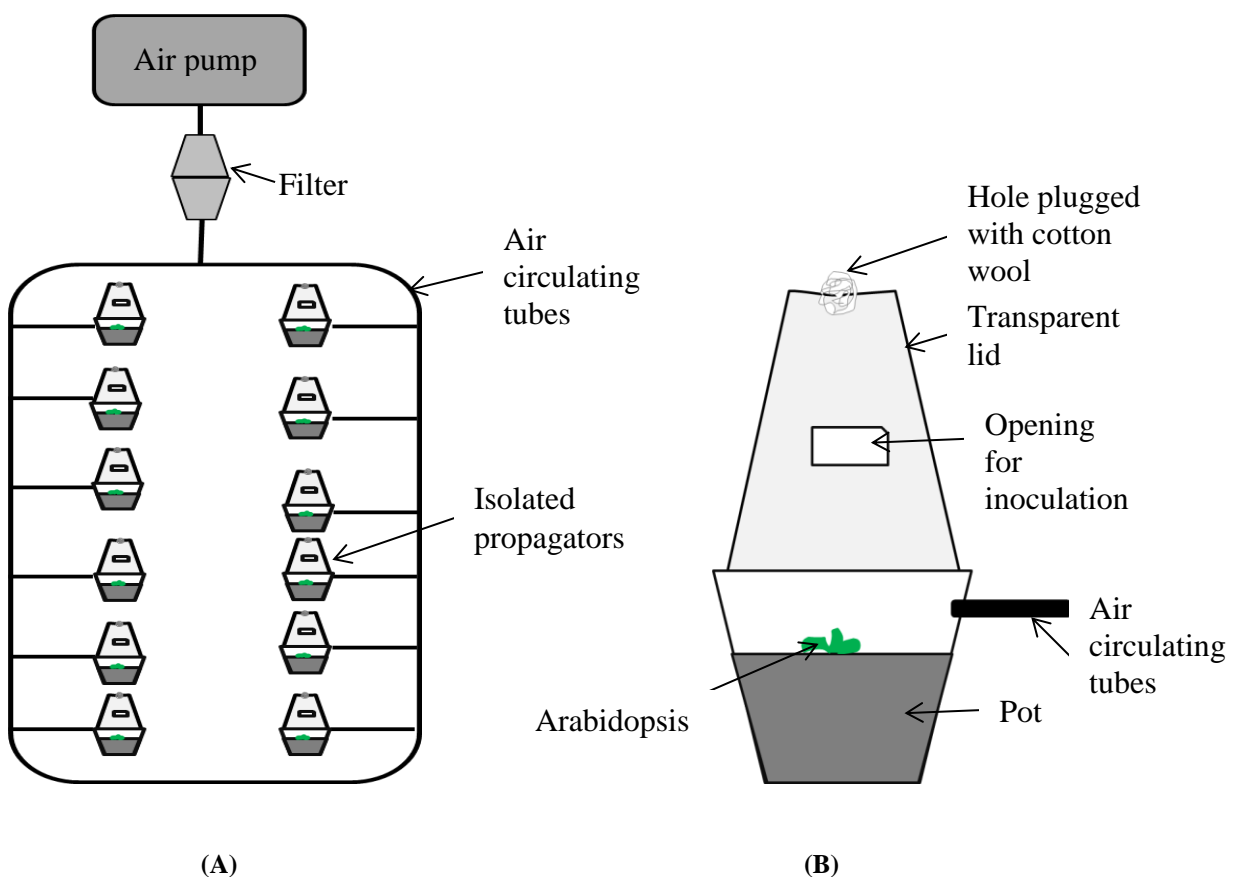 Air pump
Filter
Air
circulating
tubes
Isolated
propagators
(A)
Hole plugged
with cotton
wool
Transparent
lid
Opening
for
inoculation
Air
circulating
tubes
Arabidopsis
Pot
(B)